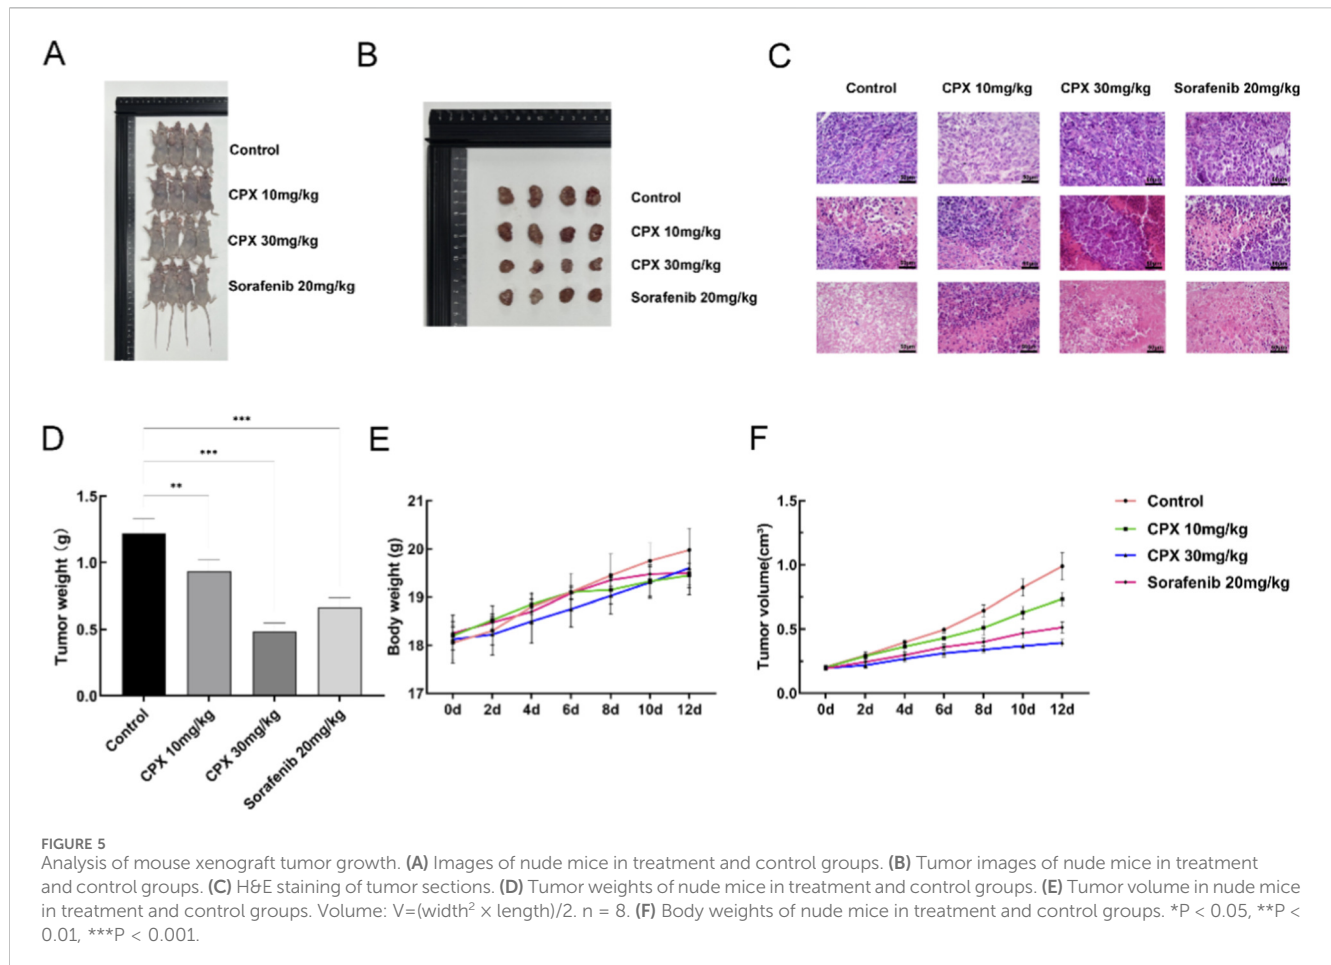 A
B
C
Control
CPX 10mg/kg
CPX 30mg/kg
Sorafenib 20mg/kg
Control
CPX 10mg/kg
CPX 30mg/kg
Sorafenib 20mg/kg
Control CPX 10mg/kg CPX 30mg/kg Sorafenib 20mg/kg
D
***
***
**
Tumor weight (g)
1.5
1.0
0.5
0.0
Control
CPX 10mg/kg
CPX 30mg/kg
Sorafenib 20mg/kg
E
Body weight (g)
21
20
19
18
17
0d 2d 4d 6d 8d 10d 12d
F
Tumor volume(cm³)
1.5
1.0
0.5
0.0
0d 2d 4d 6d 8d 10d 12d
Control
CPX 10mg/kg
CPX 30mg/kg
Sorafenib 20mg/kg
FIGURE 5
Analysis of mouse xenograft tumor growth. (A) Images of nude mice in treatment and control groups. (B) Tumor images of nude mice in treatment
and control groups. (C) H&E staining of tumor sections. (D) Tumor weights of nude mice in treatment and control groups. (E) Tumor volume in nude mice
in treatment and control groups. Volume: V=(width² × length)/2. n = 8. (F) Body weights of nude mice in treatment and control groups. *P < 0.05, **P <
0.01, ***P < 0.001.